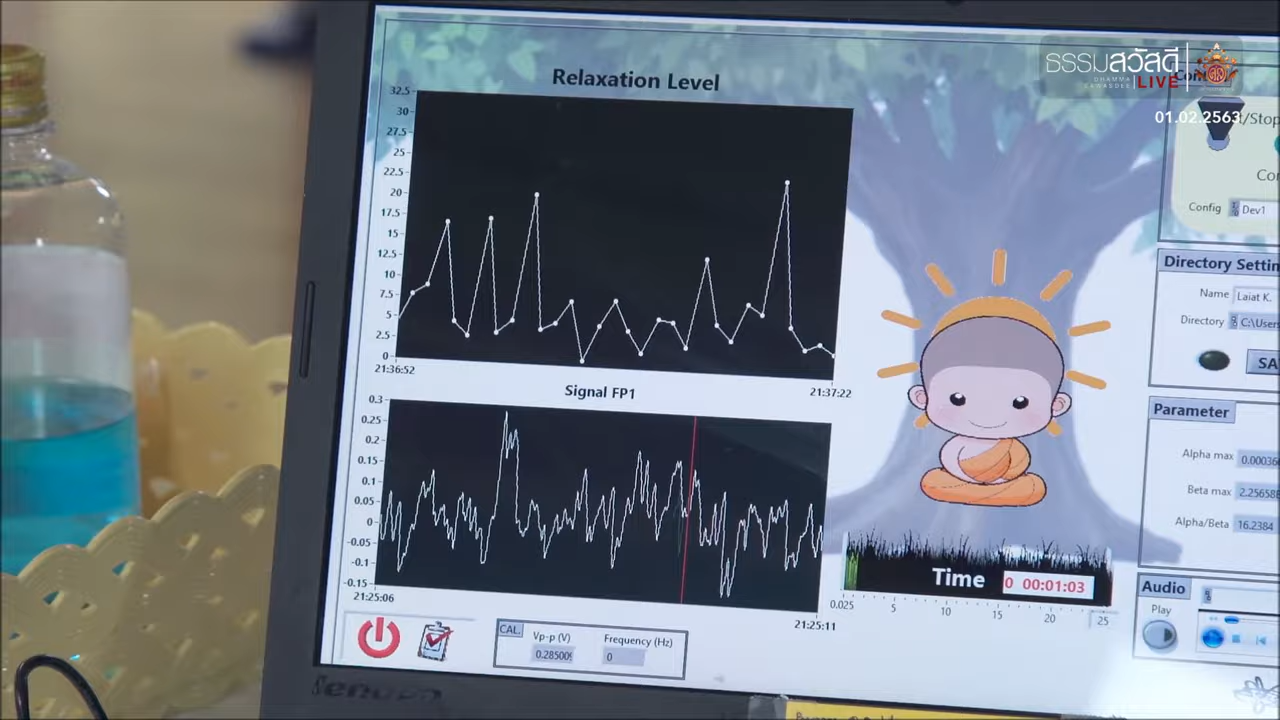 ธรรมสวัสดี
DHAMMA SAWASDEE
LIVE
01.02.2563
Relaxation Level
32.5
30
27.5
25
22.5
20
17.5
15
12.5
10
7.5
5
2.5
0
21:36:52
21:37:22
Signal FP1
0.3
0.25
0.2
0.15
0.1
0.05
0
-0.05
-0.1
-0.15
21:25:06
21:25:11
CAL.
Vp-p (V)
0.28500
Frequency (Hz)
0
Time
0 00:01:03
0.025
5
10
15
20
25
/Stop
Config
Dev1
Directory Settin
Name
Laiat K.
Directory
C:\User
SA
Parameter
Alpha max
0.00036
Beta max
2.25658
Alpha/Beta
16.2384
Audio
Play
lenovo